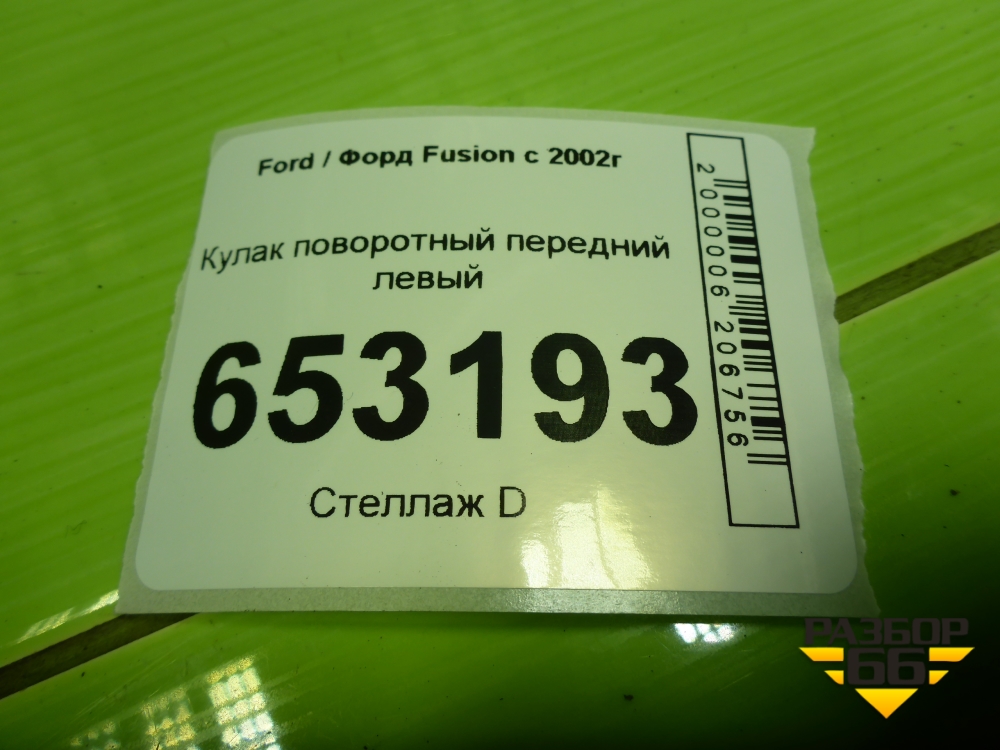 Ford / Форд Fusion с 2002г
Кулак поворотный передний
левый
653193
Стеллаж D
2000006206756
РАЗБОР
66